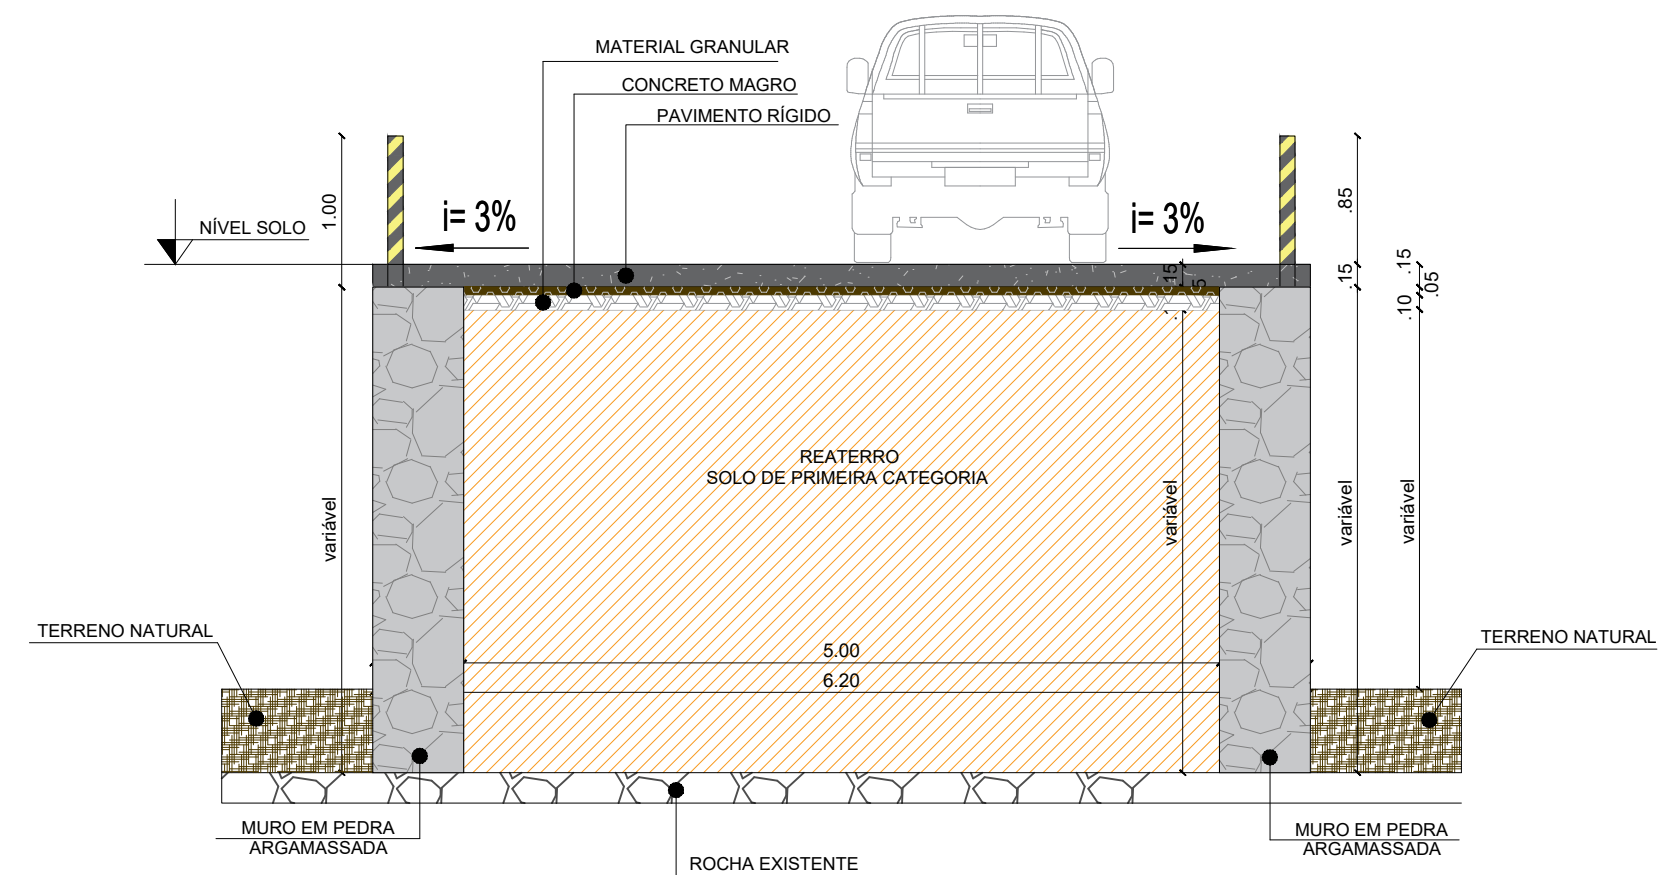 MATERIAL GRANULAR
CONCRETO MAGRO
PAVIMENTO RÍGIDO
1.00
i= 3%
i= 3%
.85
NÍVEL SOLO
.15
5
.15
.15
.05
.10
REATERRO
SOLO DE PRIMEIRA CATEGORIA
variável
variável
variável
variável
TERRENO NATURAL
5.00
TERRENO NATURAL
6.20
MURO EM PEDRA
ARGAMASSADA
MURO EM PEDRA
ARGAMASSADA
ROCHA EXISTENTE